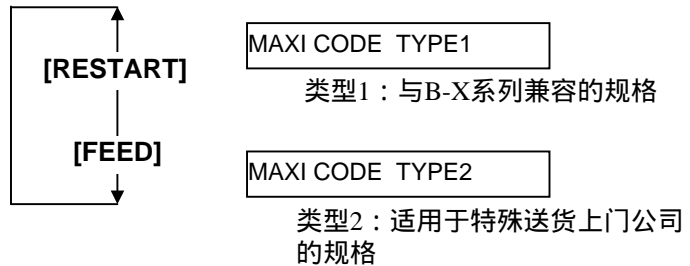 MAXI CODE  TYPE1
[RESTART]
类型1：与B-X系列兼容的规格
[FEED]
MAXI CODE  TYPE2
类型2：适用于特殊送货上门公司
的规格